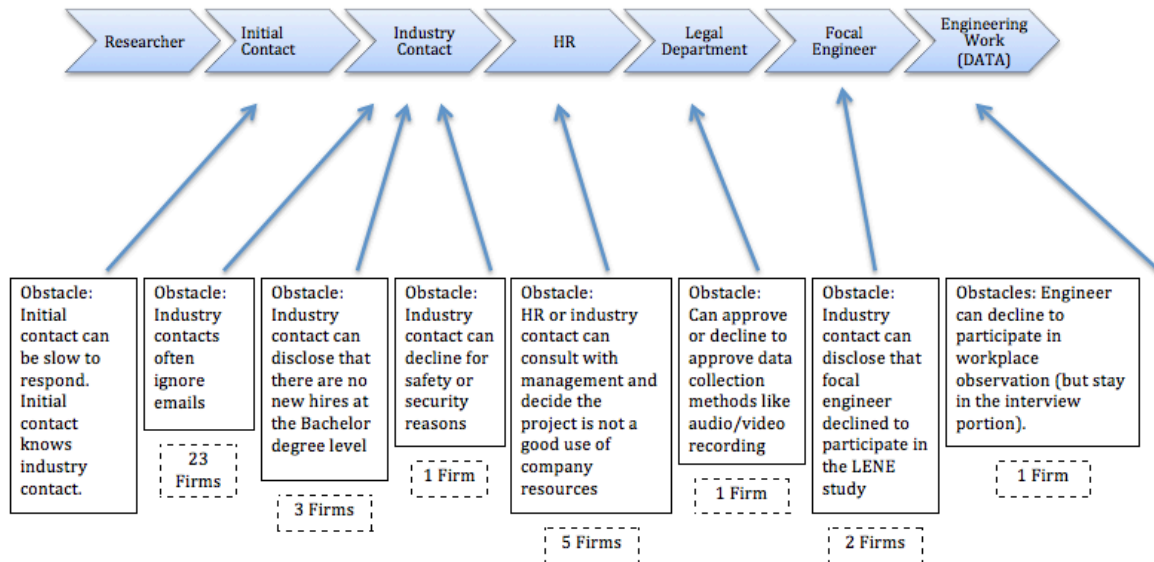 Researcher
Initial
Contact
Industry
Contact
HR
Legal
Department
Focal
Engineer
Engineering
Work
(DATA)
Obstacle:
Initial
contact can
be slow to
respond.
Initial
contact
knows
industry
contact.
Obstacle:
Industry
contacts
often
ignore
emails
23
Firms
Obstacle:
Industry
contact can
disclose that
there are no
new hires at
the Bachelor
degree level
3 Firms
Obstacle:
Industry
contact can
decline for
safety or
security
reasons
1 Firm
Obstacle:
HR or industry
contact can
consult with
management and
decide the
project is not a
good use of
company
resources
5 Firms
Obstacle:
Can approve
or decline to
approve data
collection
methods like
audio/video
recording
1 Firm
Obstacle:
Industry
contact can
disclose that
focal
engineer
declined to
participate in
the LENE
study
2 Firms
Obstacles: Engineer
can decline to
participate in
workplace
observation (but stay
in the interview
portion).
1 Firm